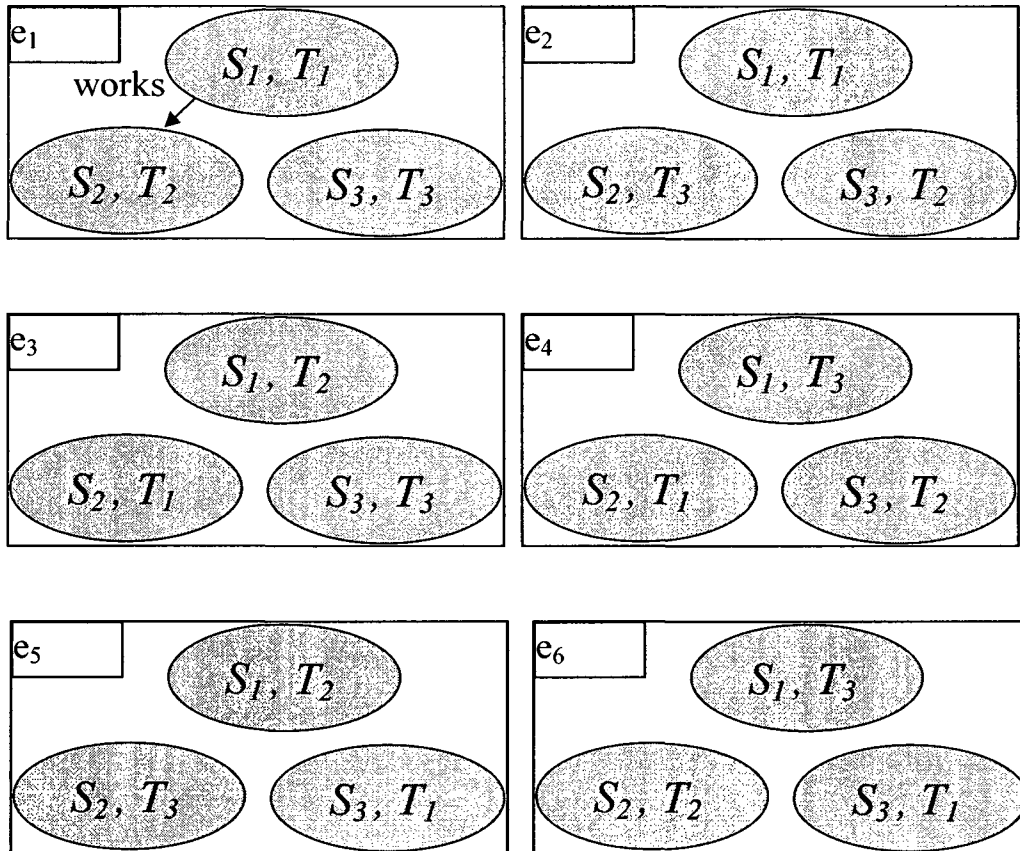 e₁
S₁, T₁
works
S₂, T₂
S₃, T₃
e₂
S₁, T₁
S₂, T₃
S₃, T₂
e₃
S₁, T₂
S₂, T₁
S₃, T₃
e₄
S₁, T₃
S₂, T₁
S₃, T₂
e₅
S₁, T₂
S₂, T₃
S₃, T₁
e₆
S₁, T₃
S₂, T₂
S₃, T₁